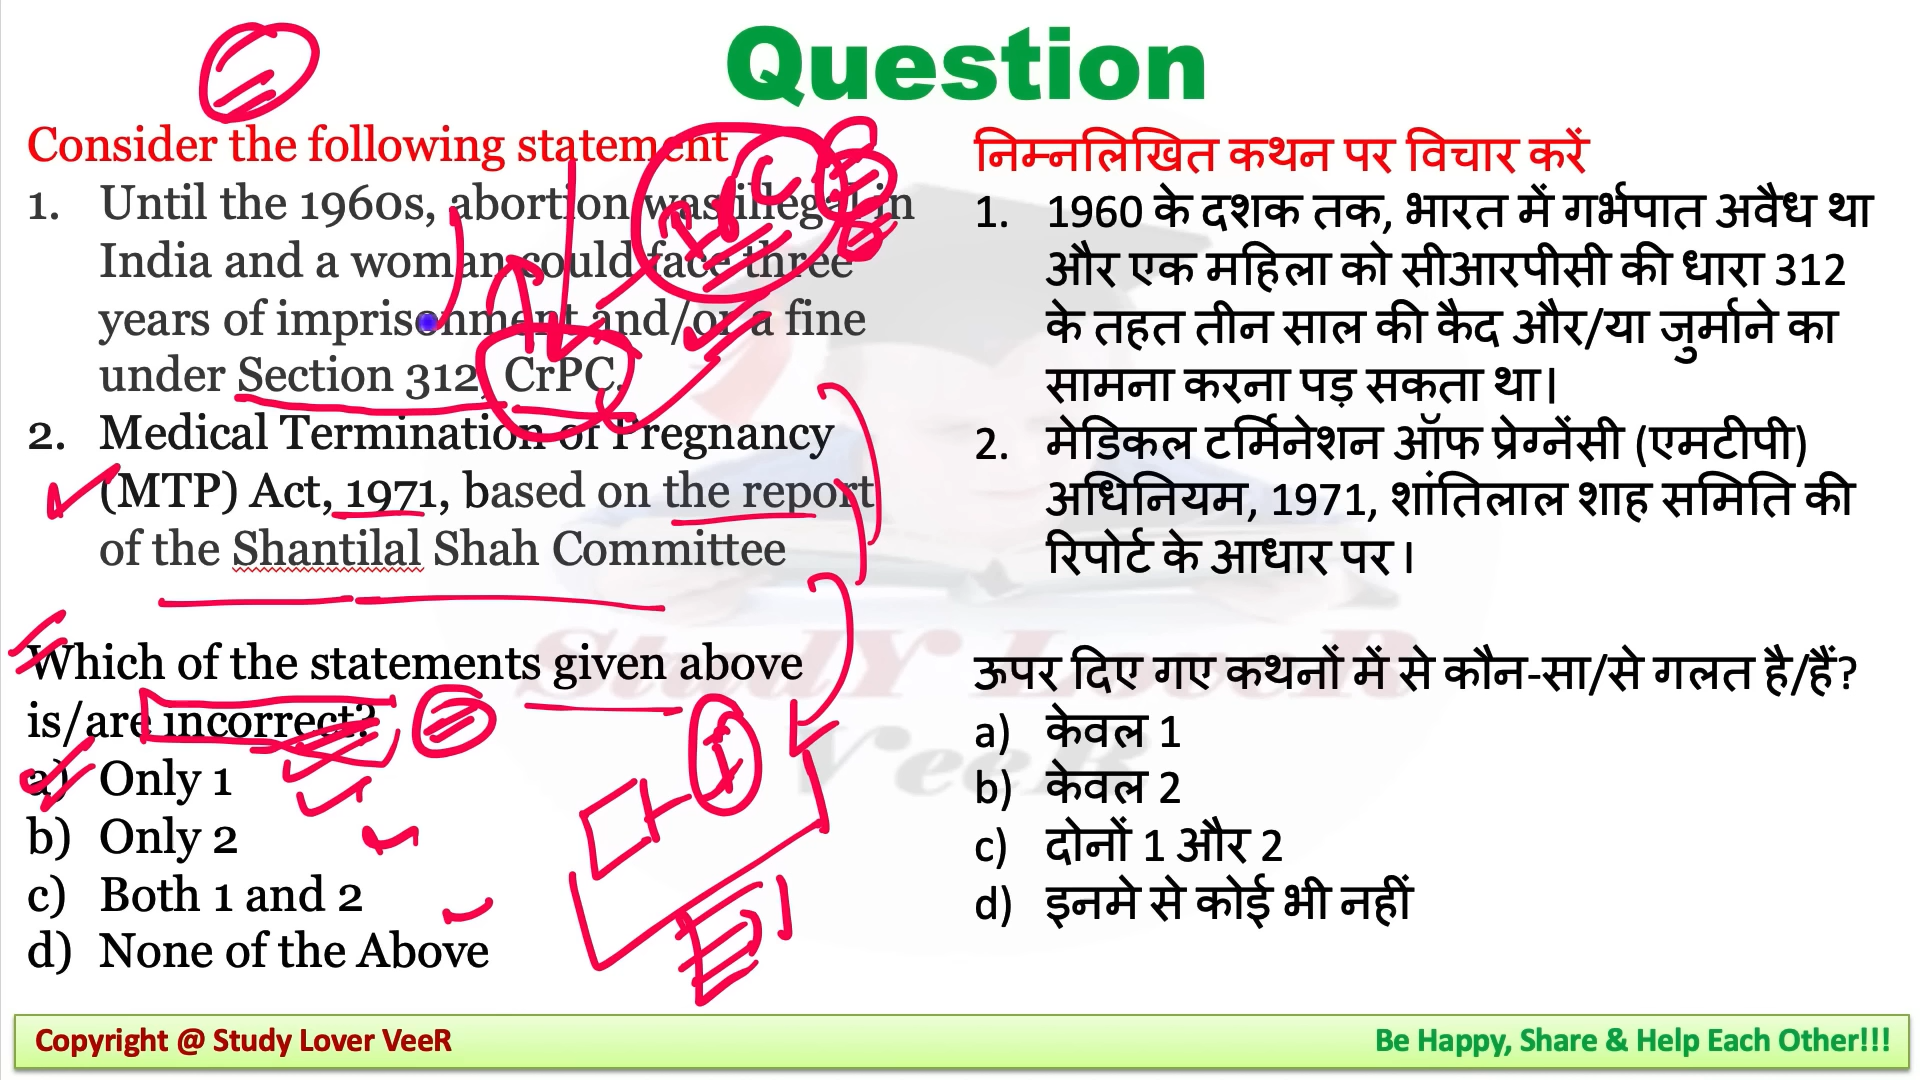 Question
Consider the following statement
1. Until the 1960s, abortion was illegal in
India and a woman could face three
years of imprisonment and/or a fine
under Section 312, CrPC.
2. Medical Termination of Pregnancy
(MTP) Act, 1971, based on the report
of the Shantilal Shah Committee
Which of the statements given above
is/are incorrect?
a) Only 1
b) Only 2
c) Both 1 and 2
d) None of the Above
IPC
निम्नलिखित कथन पर विचार करें
1. 1960 के दशक तक, भारत में गर्भपात अवैध था
और एक महिला को सीआरपीसी की धारा 312
के तहत तीन साल की कैद और/या जुर्माने का
सामना करना पड़ सकता था।
2. मेडिकल टर्मिनेशन ऑफ प्रेग्नेंसी (एमटीपी)
अधिनियम, 1971, शांतिलाल शाह समिति की
रिपोर्ट के आधार पर ।
ऊपर दिए गए कथनों में से कौन-सा/से गलत है/हैं?
a) केवल 1
b) केवल 2
c) दोनों 1 और 2
d) इनमे से कोई भी नहीं
StudY LoveR
VeeR
Copyright @ Study Lover VeeR
Be Happy, Share & Help Each Other!!!